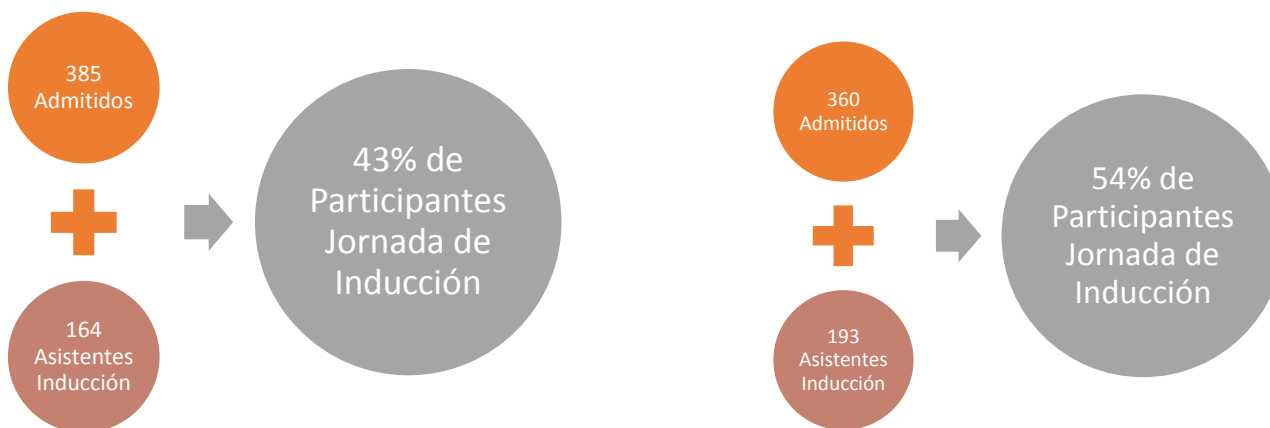 385
Admitidos
164
Asistentes
Inducción
43% de
Participantes
Jornada de
Inducción
360
Admitidos
193
Asistentes
Inducción
54% de
Participantes
Jornada de
Inducción